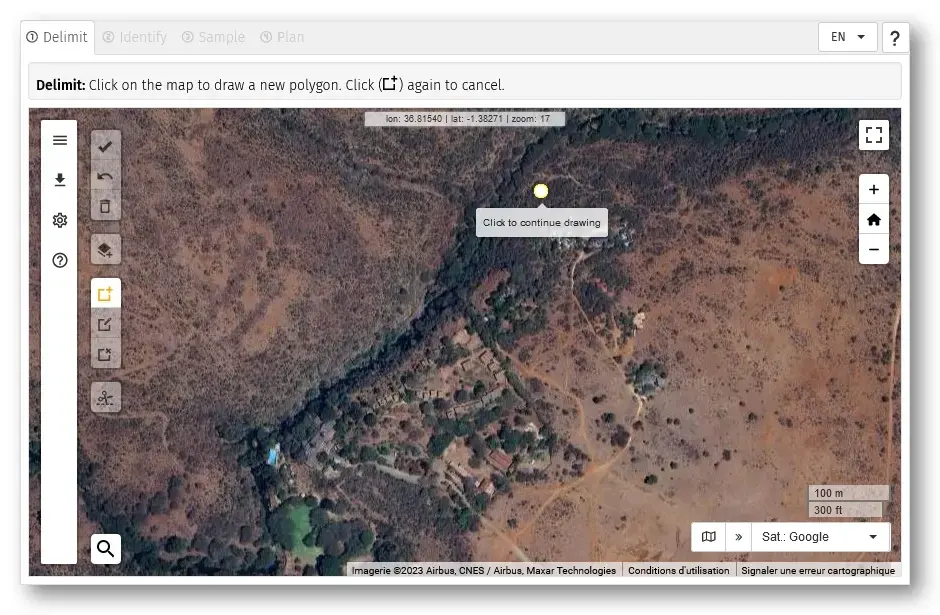 ① Delimit ② Identify ③ Sample ④ Plan EN ?
Delimit: Click on the map to draw a new polygon. Click ( ) again to cancel.
lon: 36.81540 | lat: -1.38271 | zoom: 17
Click to continue drawing
100 m
300 ft
» Sat.: Google
Imagerie ©2023 Airbus, CNES / Airbus, Maxar Technologies Conditions d'utilisation Signaler une erreur cartographique